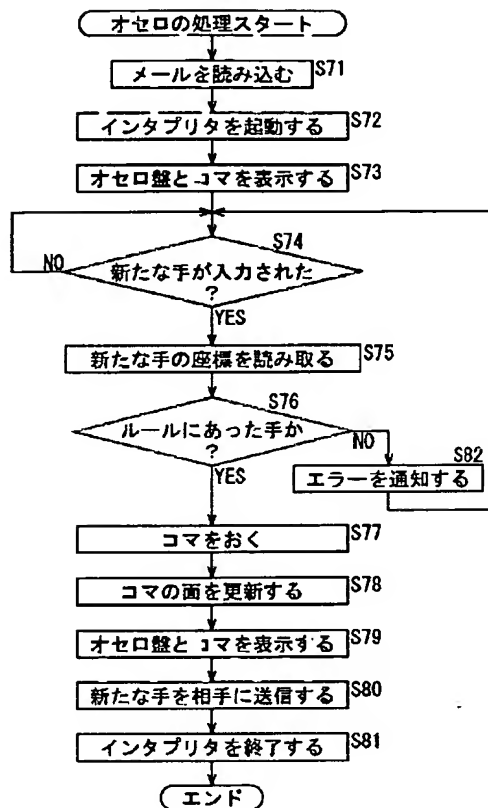 オセロの処理スタート
メールを読み込む S71
インタプリタを起動する S72
オセロ盤とコマを表示する S73
S74
NO
新たな手が入力された
?
YES
新たな手の座標を読み取る S75
S76
ルールにあった手か
?
NO
YES
S82
エラーを通知する
コマをおく S77
コマの面を更新する S78
オセロ盤とコマを表示する S79
新たな手を相手に送信する S80
インタプリタを終了する S81
エンド